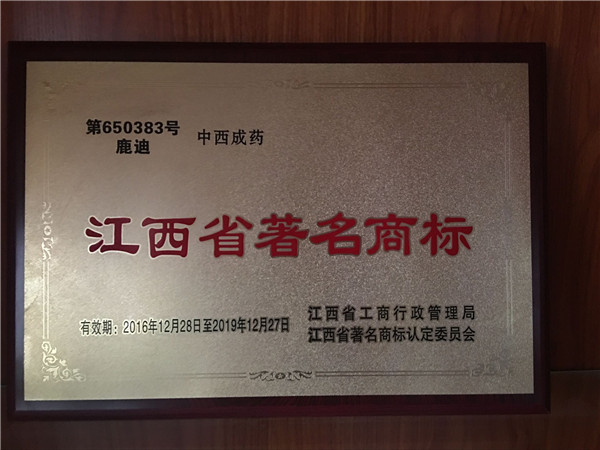 第650383号
鹿迪
中西成药
江西省著名商标
有效期：2016年12月28日至2019年12月27日
江西省工商行政管理局
江西省著名商标认定委员会